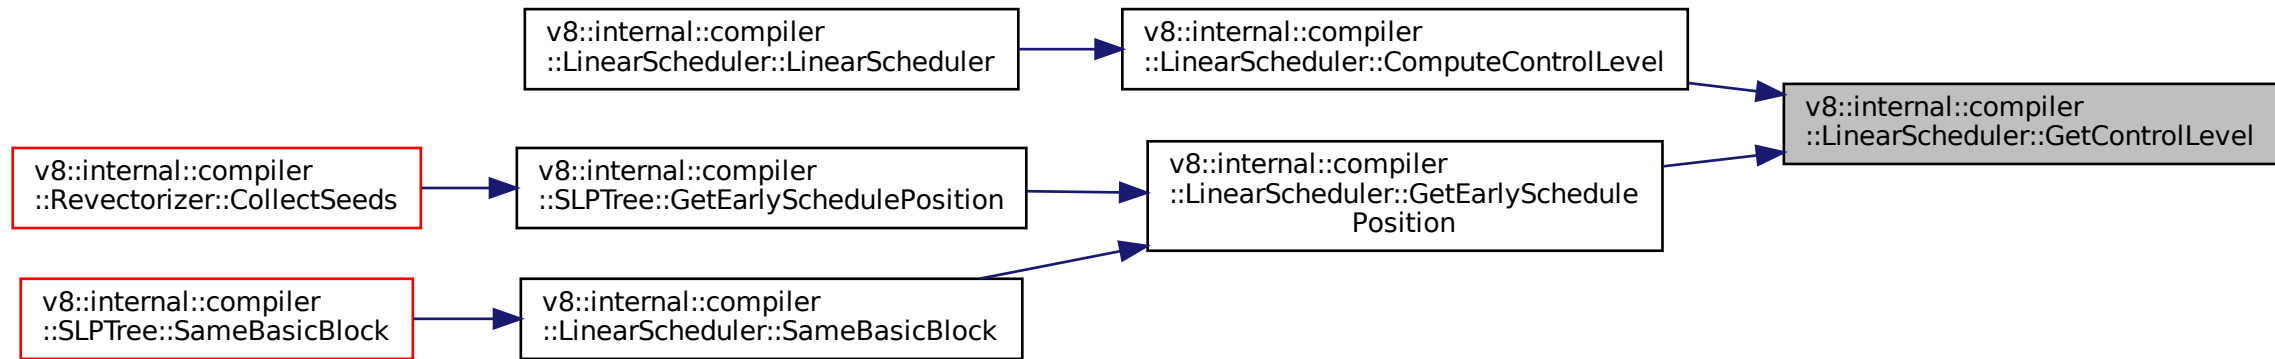 v8::internal::compiler
::LinearScheduler::LinearScheduler
v8::internal::compiler
::LinearScheduler::ComputeControlLevel
v8::internal::compiler
::LinearScheduler::GetControlLevel
v8::internal::compiler
::Revectorizer::CollectSeeds
v8::internal::compiler
::SLPTree::GetEarlySchedulePosition
v8::internal::compiler
::LinearScheduler::GetEarlySchedule
Position
v8::internal::compiler
::SLPTree::SameBasicBlock
v8::internal::compiler
::LinearScheduler::SameBasicBlock